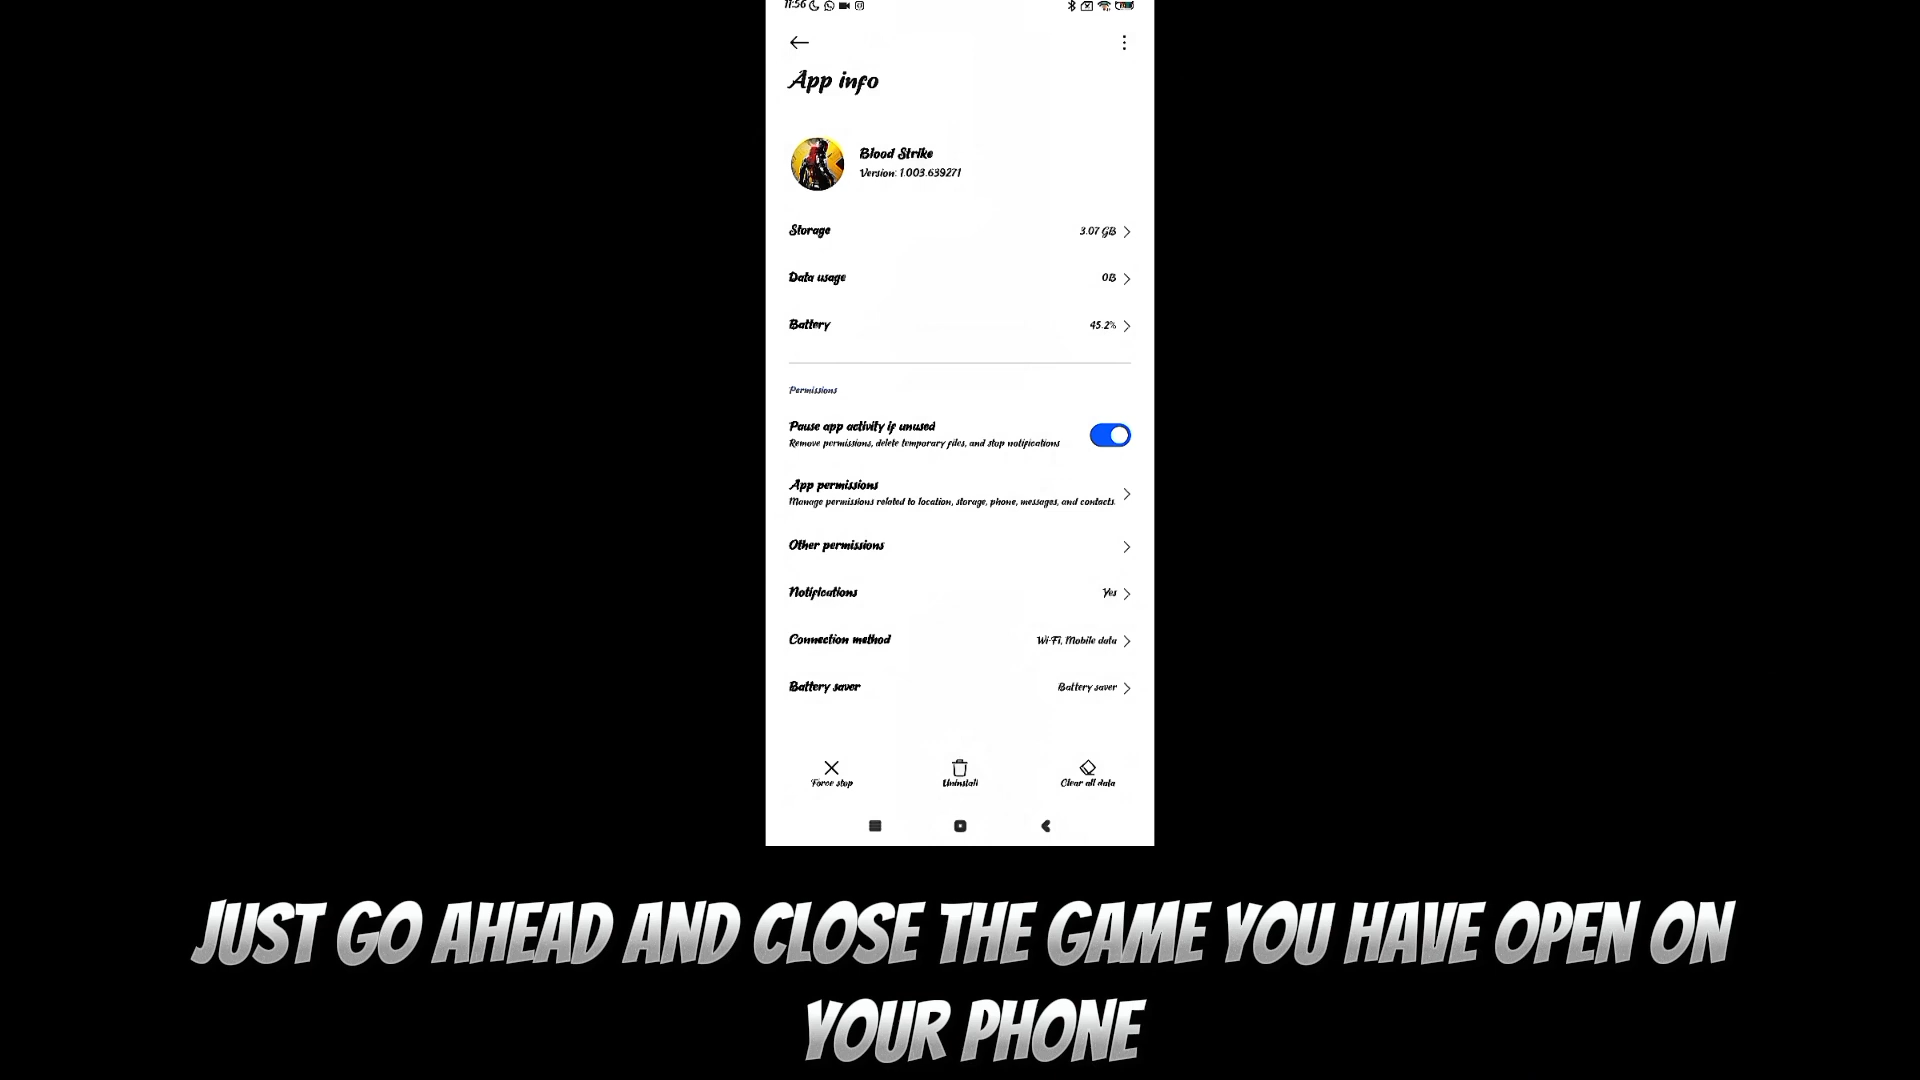 11:56
App info
Blood Strike
Version: 1.003.639271
Storage 3.07 GB
Data usage 0B
Battery 45.2%
Permissions
Pause app activity if unused
Remove permissions, delete temporary files, and stop notifications
App permissions
Manage permissions related to location, storage, phone, messages, and contacts.
Other permissions
Notifications Yes
Connection method Wi-Fi, Mobile data
Battery saver Battery saver
Force stop Uninstall Clear all data
JUST GO AHEAD AND CLOSE THE GAME YOU HAVE OPEN ON
YOUR PHONE